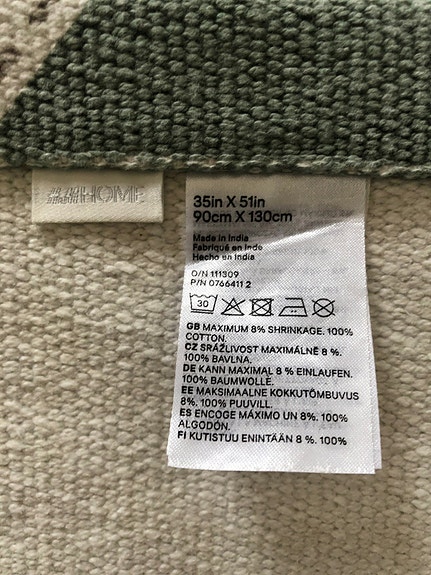 H&M HOME
35in X 51in
90cm X 130cm
Made in India
Fabriqué en Inde
Hecho en India
O/N 111309
P/N 0766411 2
30
GB MAXIMUM 8% SHRINKAGE. 100%
COTTON.
CZ SRÁŽLIVOST MAXIMÁLNĚ 8 %.
100% BAVLNA.
DE KANN MAXIMAL 8 % EINLAUFEN.
100% BAUMWOLLE.
EE MAKSIMAALNE KOKKUTÕMBUVUS
8%. 100% PUUVILL.
ES ENCOGE MÁXIMO UN 8%. 100%
ALGODÓN.
FI KUTISTUU ENINTÄÄN 8 %. 100%